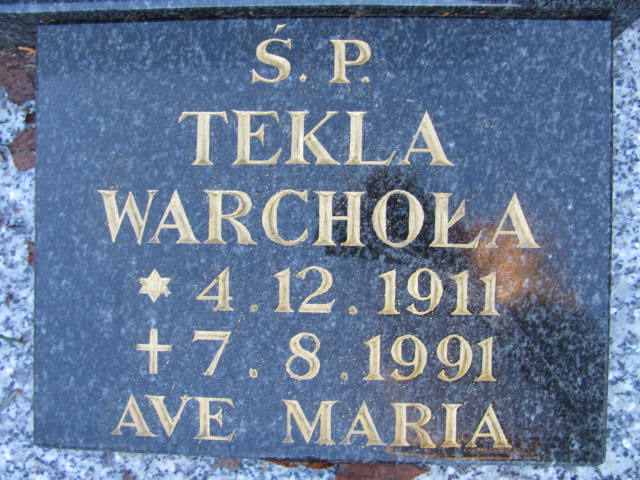 Ś. P.
TEKLA
WARCHOŁA
* 4. 12. 1911
† 7. 8. 1991
AVE MARIA